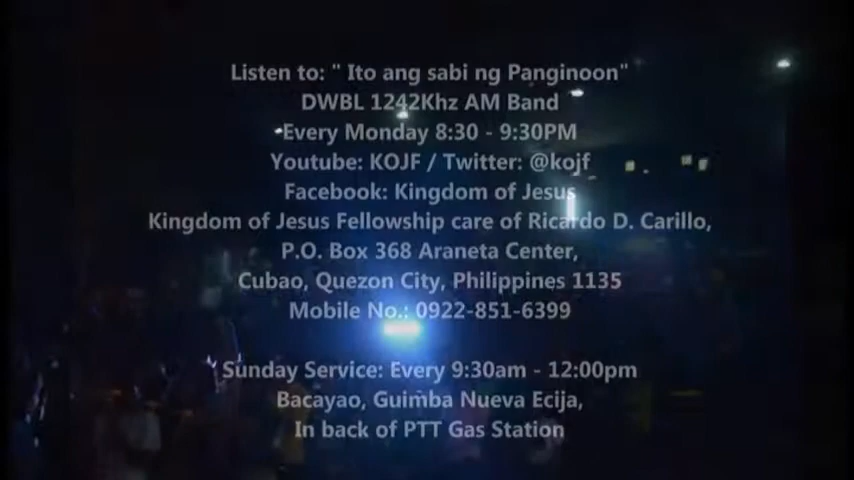 Listen to: " Ito ang sabi ng Panginoon"
DWBL 1242Khz AM Band
Every Monday 8:30 - 9:30PM
Youtube: KOJF / Twitter: @kojf
Facebook: Kingdom of Jesus
Kingdom of Jesus Fellowship care of Ricardo D. Carillo,
P.O. Box 368 Araneta Center,
Cubao, Quezon City, Philippines 1135
Mobile No.: 0922-851-6399
Sunday Service: Every 9:30am - 12:00pm
Bacayao, Guimba Nueva Ecija,
In back of PTT Gas Station